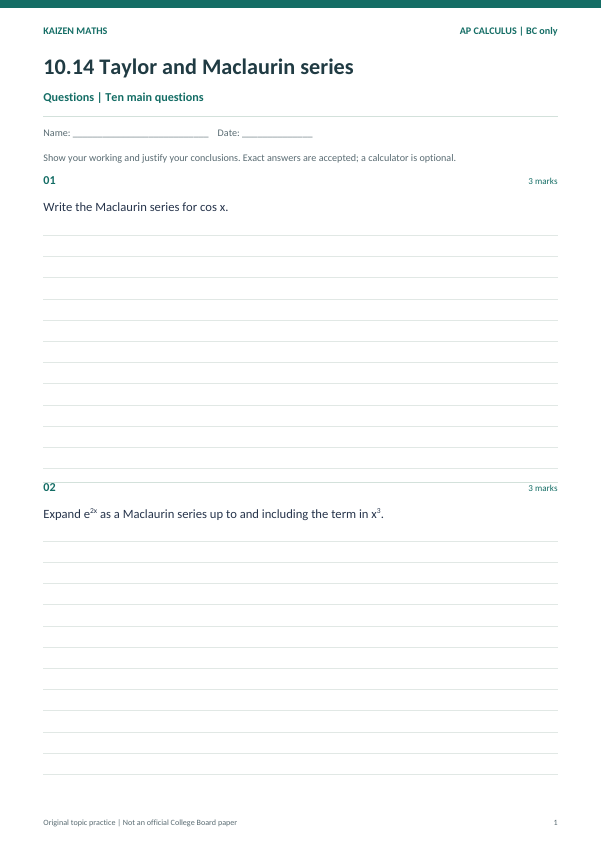 KAIZEN MATHS
AP CALCULUS | BC only
10.14 Taylor and Maclaurin series
Questions | Ten main questions
Name: ____________________________ Date: ______________
Show your working and justify your conclusions. Exact answers are accepted; a calculator is optional.
01
3 marks
Write the Maclaurin series for cos x.
02
3 marks
Expand e²ˣ as a Maclaurin series up to and including the term in x³.
Original topic practice | Not an official College Board paper
1